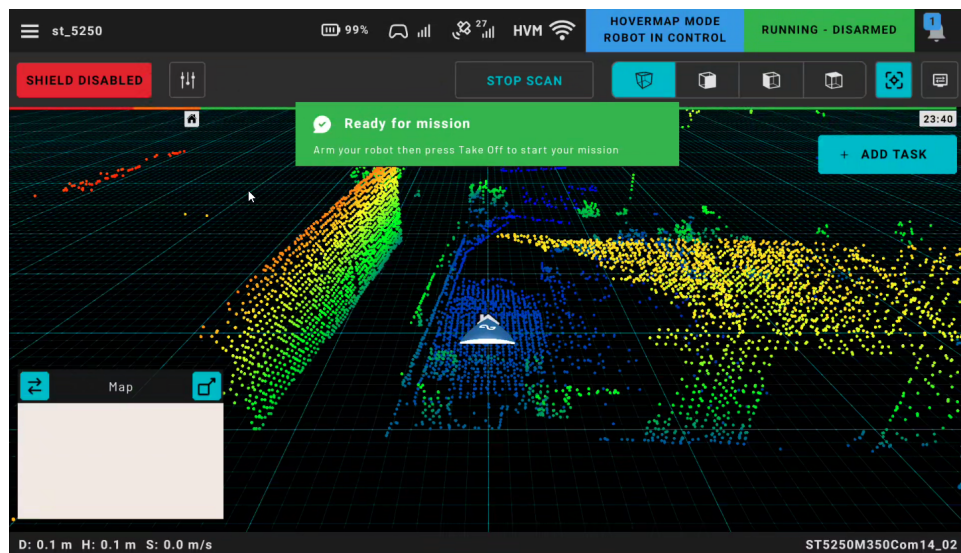 st_5250
99%
27
HVM
HOVERMAP MODE
ROBOT IN CONTROL
RUNNING - DISARMED
1
SHIELD DISABLED
STOP SCAN
Ready for mission
Arm your robot then press Take Off to start your mission
23:40
+ ADD TASK
Map
D: 0.1 m H: 0.1 m S: 0.0 m/s
ST5250M350Com14_02